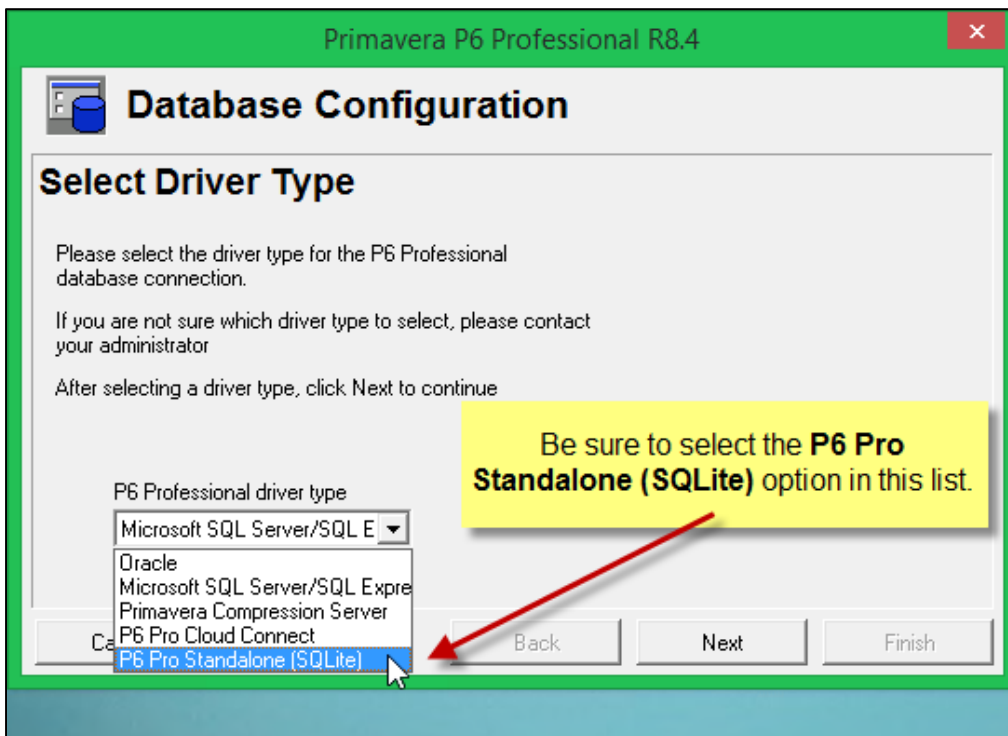 Primavera P6 Professional R8.4
Database Configuration
Select Driver Type
Please select the driver type for the P6 Professional
database connection.
If you are not sure which driver type to select, please contact
your administrator
After selecting a driver type, click Next to continue
Be sure to select the P6 Pro
Standalone (SQLite) option in this list.
P6 Professional driver type
Microsoft SQL Server/SQL E
Oracle
Microsoft SQL Server/SQL Expre
Primavera Compression Server
P6 Pro Cloud Connect
P6 Pro Standalone (SQLite)
Ca
Back
Next
Finish